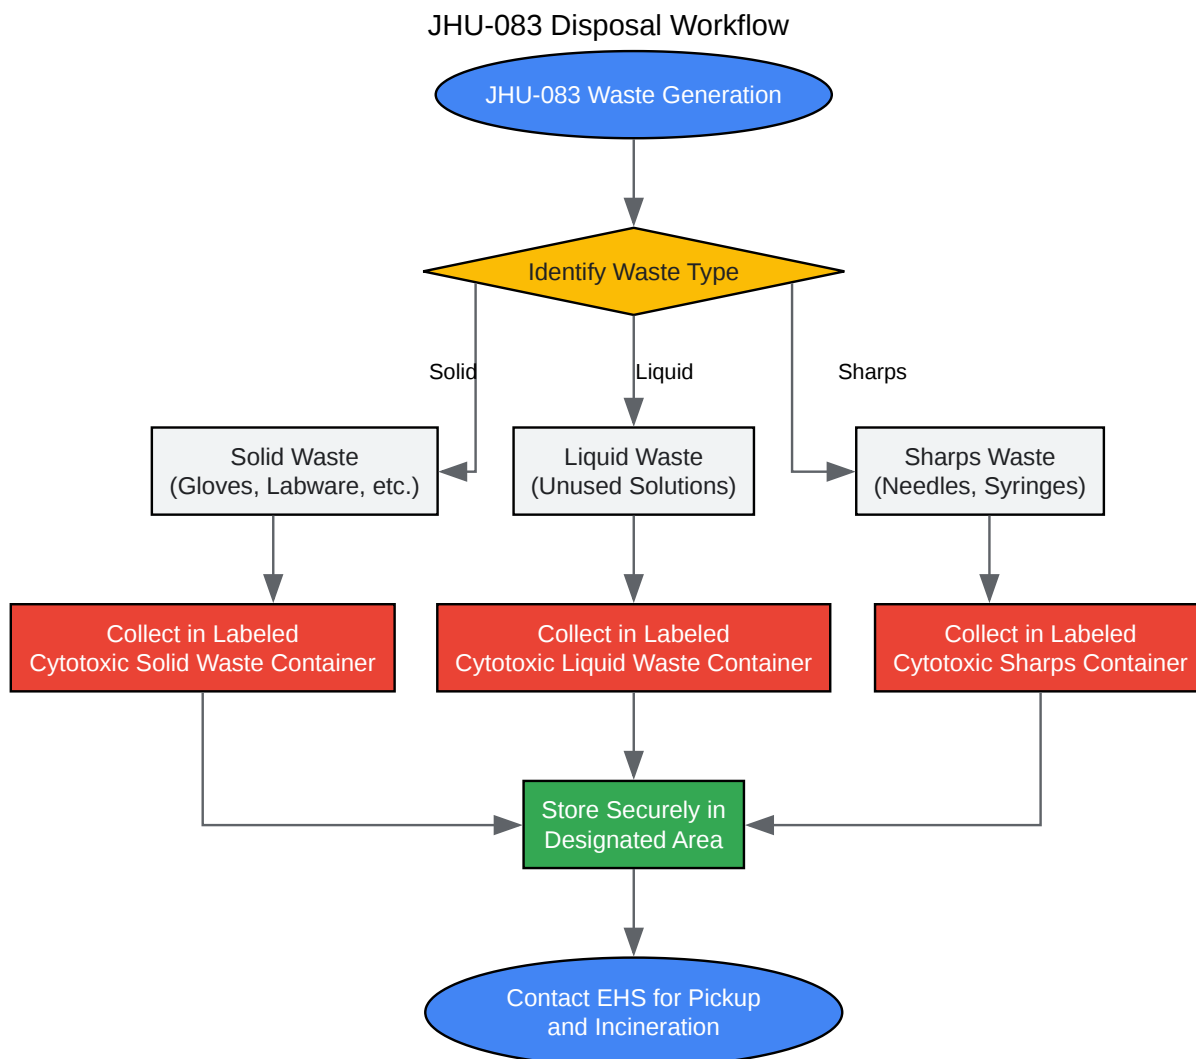 JHU-083 Disposal Workflow
JHU-083 Waste Generation
Identify Waste Type
Solid
Liquid
Sharps
Solid Waste
(Gloves, Labware, etc.)
Liquid Waste
(Unused Solutions)
Sharps Waste
(Needles, Syringes)
Collect in Labeled
Cytotoxic Solid Waste Container
Collect in Labeled
Cytotoxic Liquid Waste Container
Collect in Labeled
Cytotoxic Sharps Container
Store Securely in
Designated Area
Contact EHS for Pickup
and Incineration